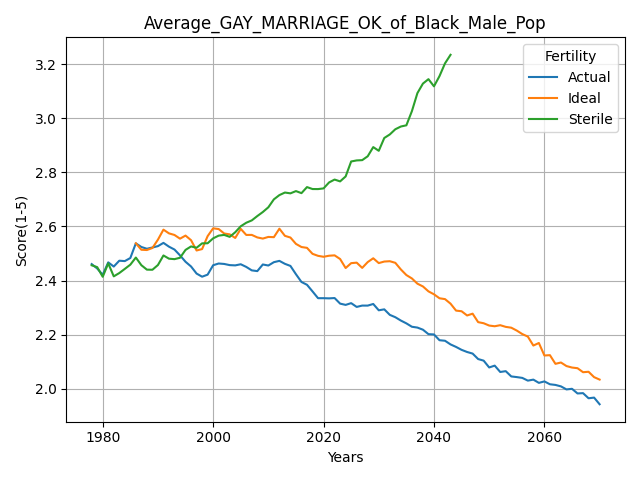 Average_GAY_MARRIAGE_OK_of_Black_Male_Pop
Fertility
Actual
Ideal
Sterile
Score(1-5)
3.2
3.0
2.8
2.6
2.4
2.2
2.0
1980 2000 2020 2040 2060
Years